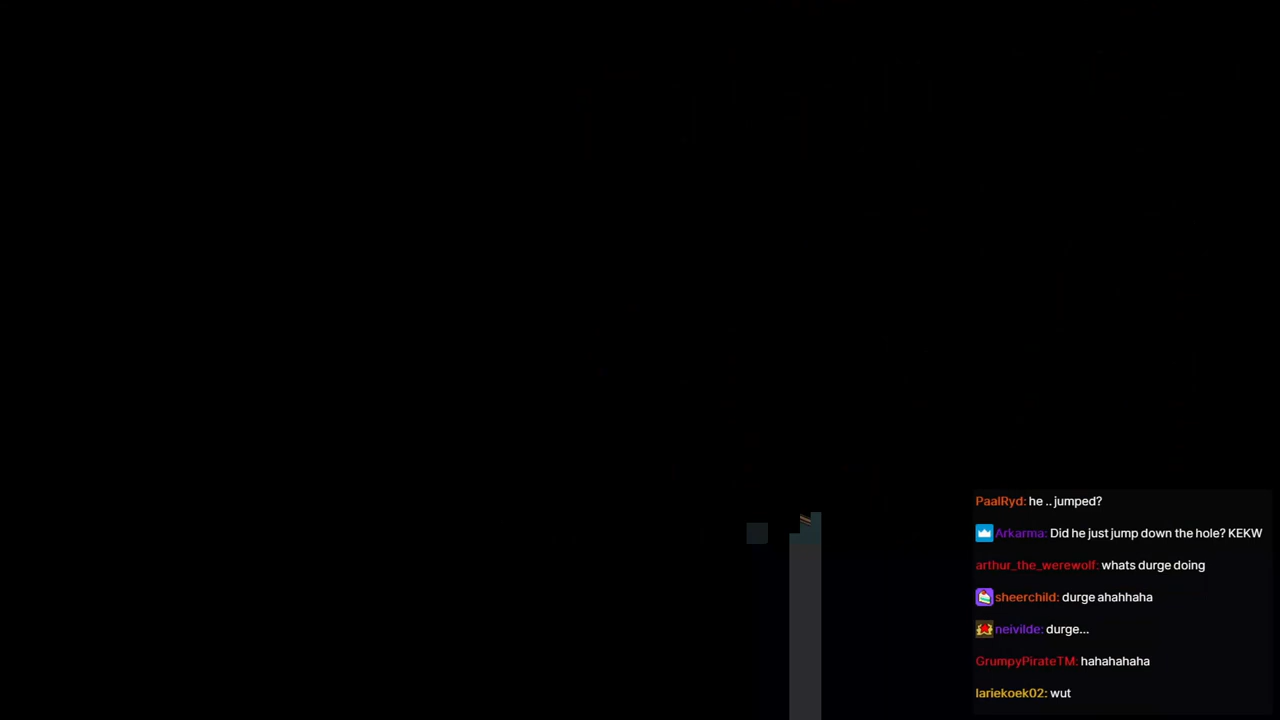 PaalRyd: he .. jumped?
Arkarma: Did he just jump down the hole? KEKW
arthur_the_werewolf: whats durge doing
sheerchild: durge ahahhaha
neivilde: durge...
GrumpyPirateTM: hahahahaha
lariekoek02: wut